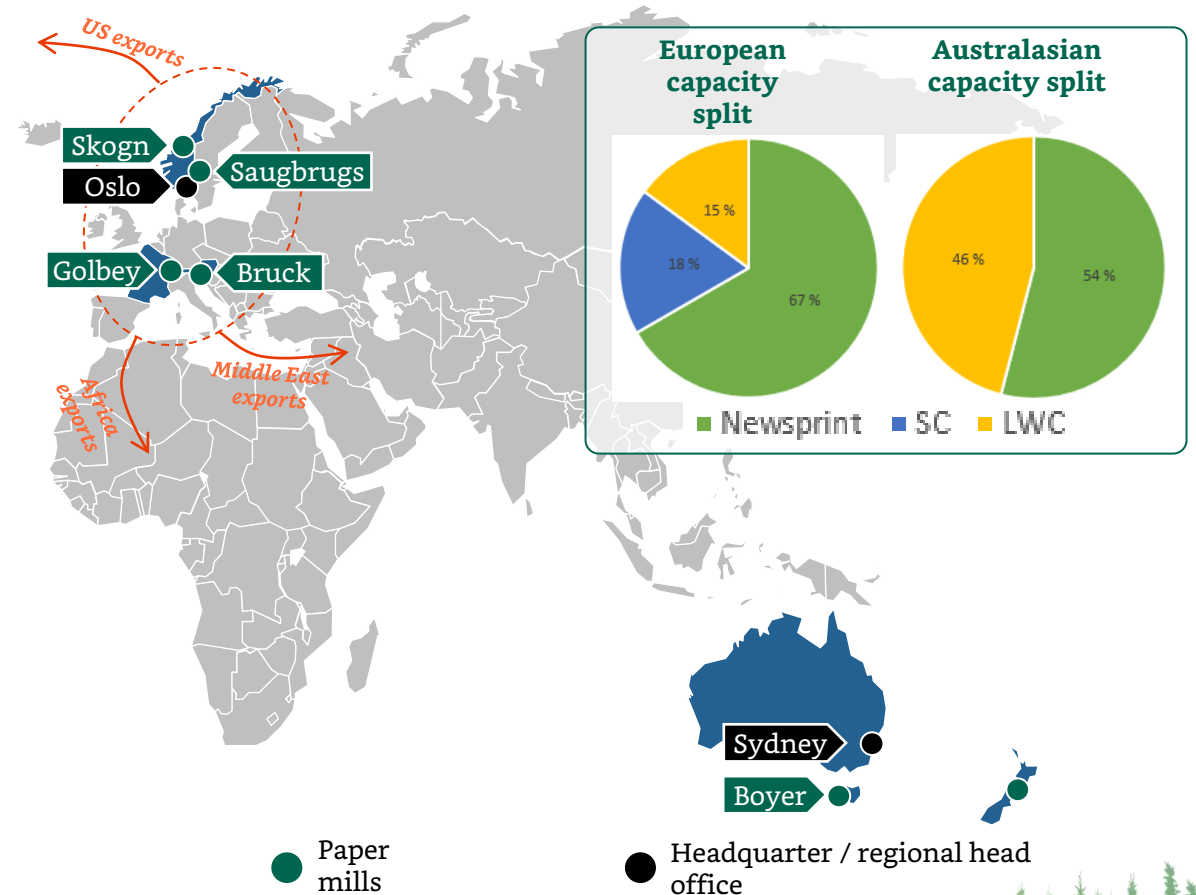 US exports
European
capacity
split
Australasian
capacity split
Skogn
Saugbrugs
Oslo
Golbey
Bruck
15 %
18 %
67 %
46 %
54 %
Newsprint
SC
LWC
Middle East
exports
Africa
exports
Sydney
Boyer
Paper
mills
Headquarter / regional head
office